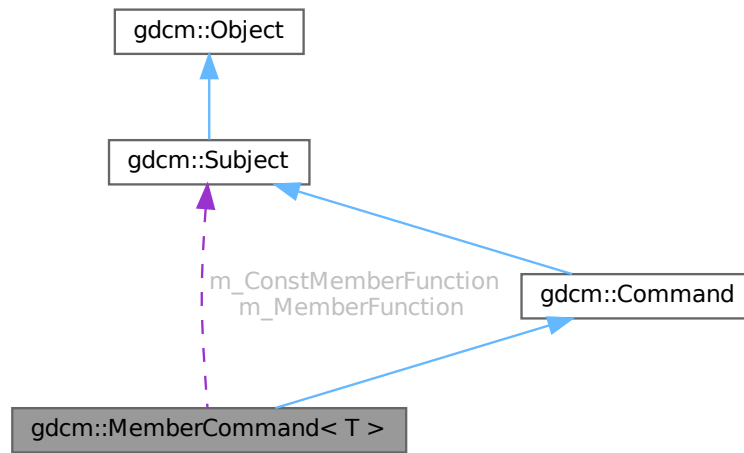 gdcm::Object
gdcm::Subject
m_ConstMemberFunction
m_MemberFunction
gdcm::Command
gdcm::MemberCommand< T >